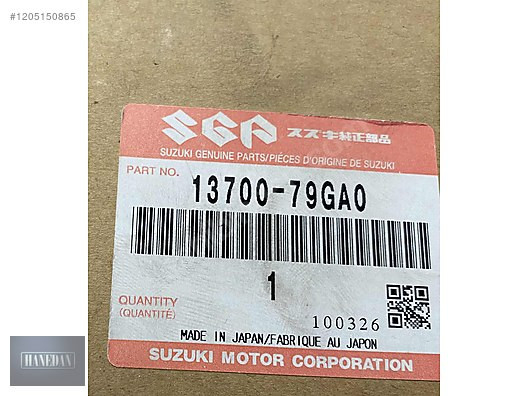 #1205150865
SGP スズキ純正部品
SUZUKI GENUINE PARTS/PIÈCES D'ORIGINE DE SUZUKI
PART NO. 13700-79GA0
1
QUANTITY
(QUANTITÉ)
100326
MADE IN JAPAN/FABRIQUE AU JAPON
SUZUKI MOTOR CORPORATION
HANEDAN